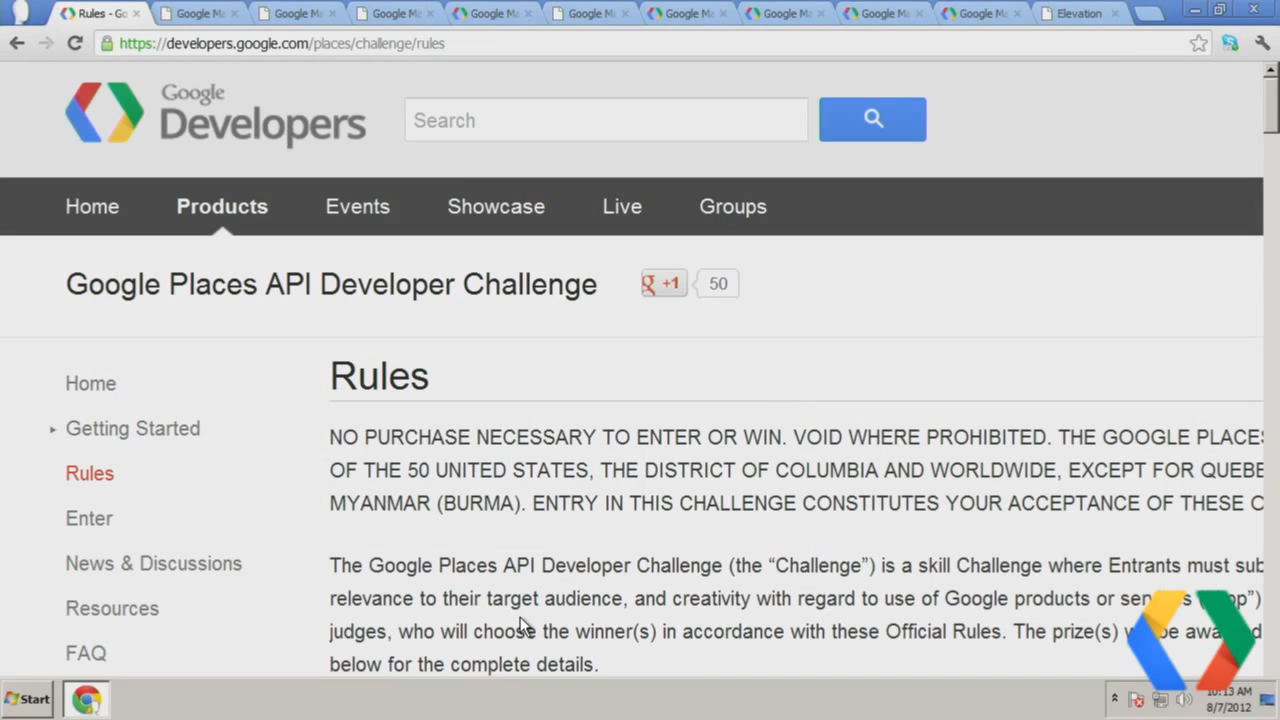 Rules - Go
Google Ma
Google Ma
Google Ma
Google Ma
Google Ma
Google Ma
Google Ma
Google Ma
Google Ma
Elevation
https://developers.google.com/places/challenge/rules
Google
Developers
Search
Home
Products
Events
Showcase
Live
Groups
Google Places API Developer Challenge
+1
50
Home
Getting Started
Rules
Enter
News & Discussions
Resources
FAQ
Rules
NO PURCHASE NECESSARY TO ENTER OR WIN. VOID WHERE PROHIBITED. THE GOOGLE PLACES
OF THE 50 UNITED STATES, THE DISTRICT OF COLUMBIA AND WORLDWIDE, EXCEPT FOR QUEBE
MYANMAR (BURMA). ENTRY IN THIS CHALLENGE CONSTITUTES YOUR ACCEPTANCE OF THESE O
The Google Places API Developer Challenge (the “Challenge”) is a skill Challenge where Entrants must sub
relevance to their target audience, and creativity with regard to use of Google products or
judges, who will choose the winner(s) in accordance with these Official Rules. The prize(s)
below for the complete details.
Start
10:13 AM
8/7/2012